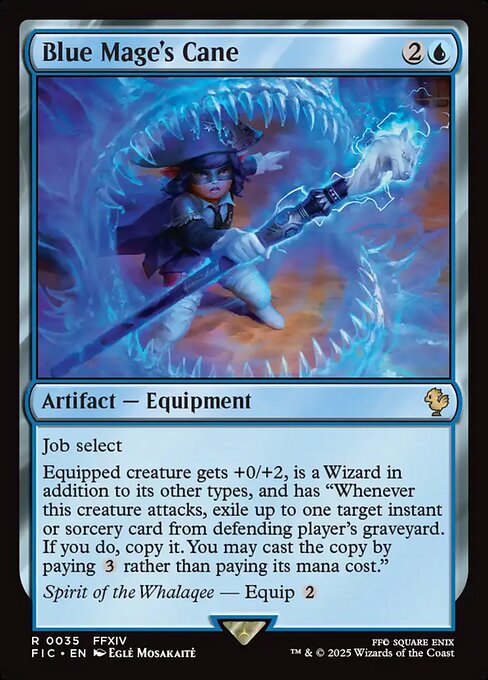 Blue Mage's Cane 2
Artifact — Equipment
Job select
Equipped creature gets +0/+2, is a Wizard in
addition to its other types, and has “Whenever
this creature attacks, exile up to one target instant
or sorcery card from defending player's graveyard.
If you do, copy it. You may cast the copy by
paying 3 rather than paying its mana cost.”
Spirit of the Whalaqee — Equip 2
R 0035 FFXIV
FIC • EN Eglė Mosakaitė
FF© SQUARE ENIX
™ & © 2025 Wizards of the Coast